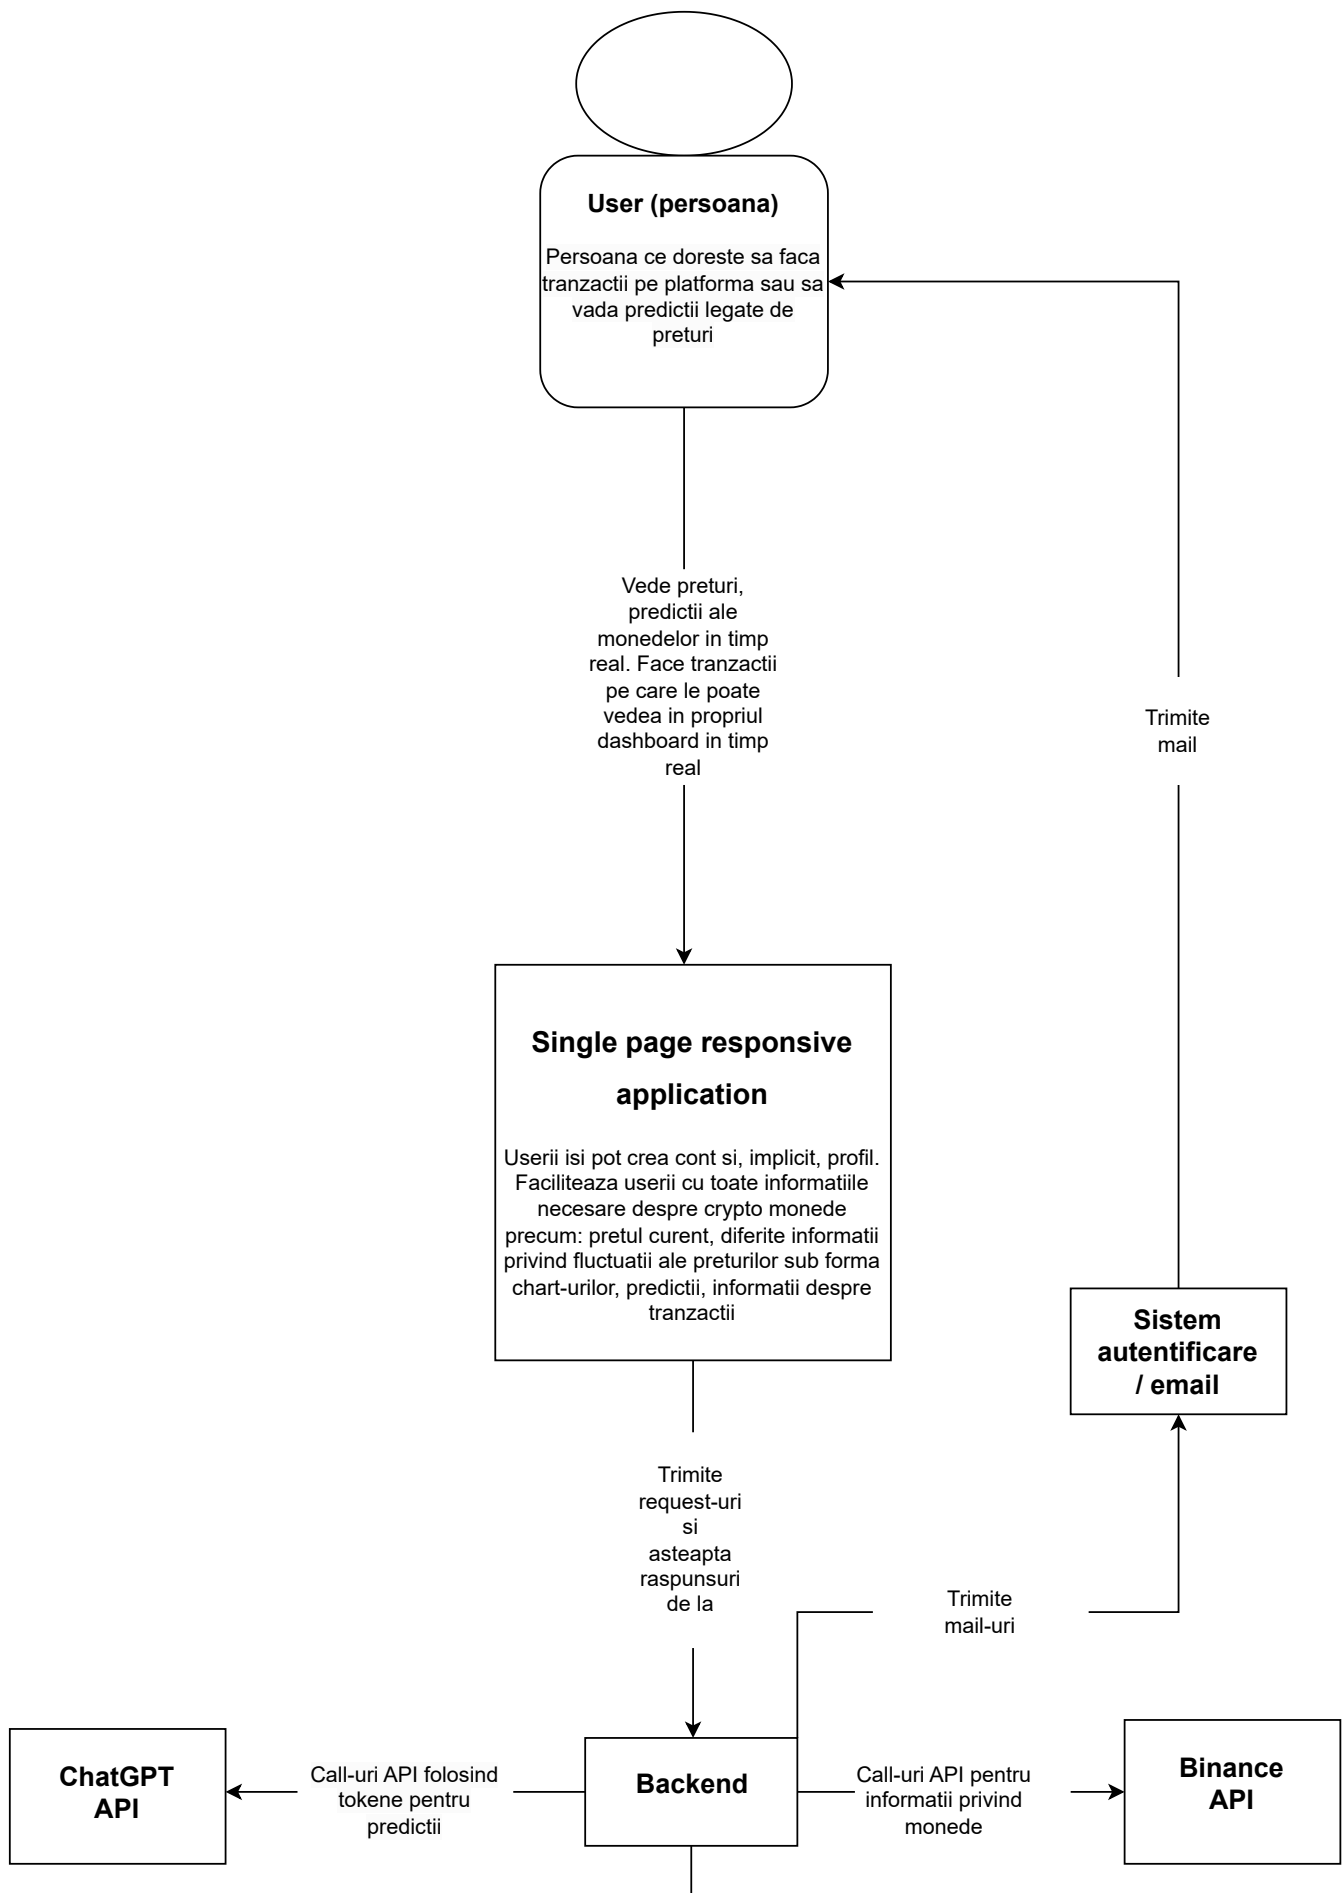 User (persoana)
Persoana ce doreste sa faca
tranzactii pe platforma sau sa
vada predictii legate de
preturi
Vede preturi,
predictii ale
monedelor in timp
real. Face tranzactii
pe care le poate
vedea in propriul
dashboard in timp
real
Trimite
mail
Single page responsive
application
Userii isi pot crea cont si, implicit, profil.
Faciliteaza userii cu toate informatiile
necesare despre crypto monede
precum: pretul curent, diferite informatii
privind fluctuatii ale preturilor sub forma
chart-urilor, predictii, informatii despre
tranzactii
Sistem
autentificare
/ email
Trimite
request-uri
si
asteapta
raspunsuri
de la
Trimite
mail-uri
ChatGPT
API
Call-uri API folosind
tokene pentru
predictii
Backend
Call-uri API pentru
informatii privind
monede
Binance
API